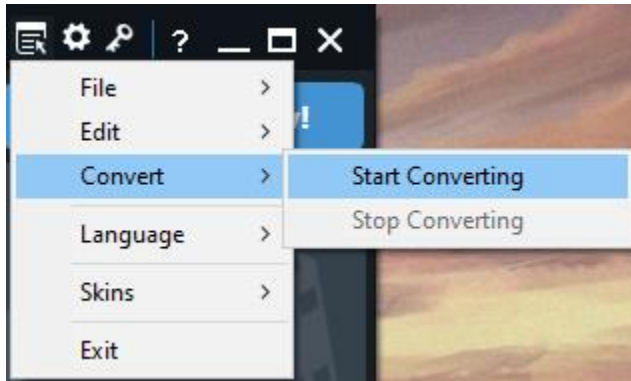 ?
File
!
Edit
Convert
Start Converting
Stop Converting
Language
Skins
Exit